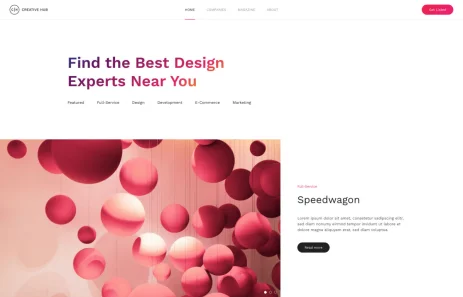 CH CREATIVE HUB
HOME COMPANIES MAGAZINE ABOUT
Get Listed
Find the Best Design
Experts Near You
Featured Full-Service Design Development E-Commerce Marketing
Full-Service
Speedwagon
Lorem ipsum dolor sit amet, consetetur sadipscing elitr,
sed diam nonumy eirmod tempor invidunt ut labore et
dolore magna aliquyam erat, sed diam voluptua.
Read more